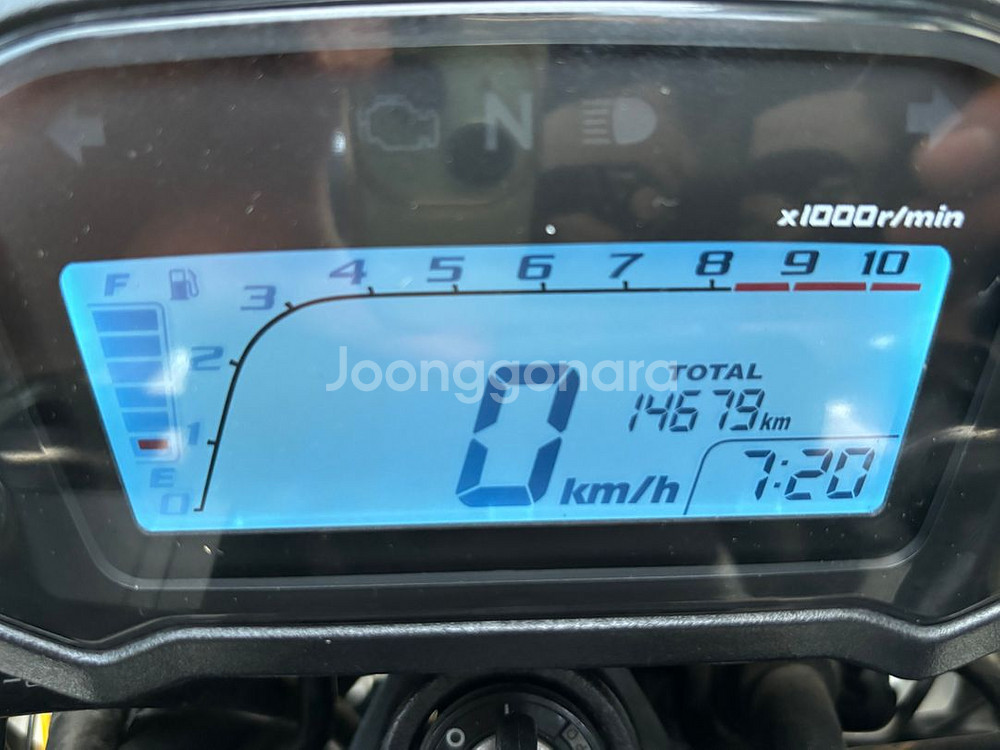 N
x1000r/min
F
3 4 5 6 7 8 9 10
2
1
E
0
Joonggonara
TOTAL
14679km
0 km/h
7:20